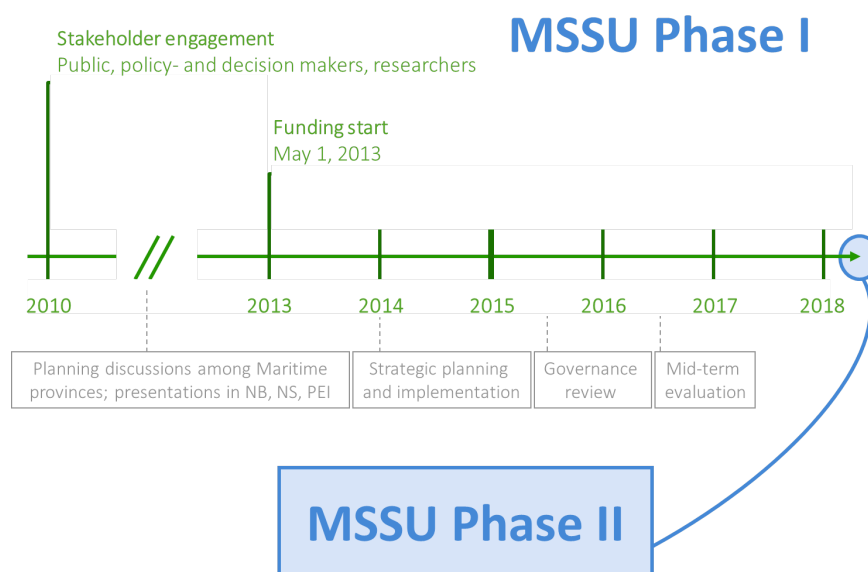 MSSU Phase I
Stakeholder engagement
Public, policy- and decision makers, researchers
Funding start
May 1, 2013
2010
2013
2014
2015
2016
2017
2018
Planning discussions among Maritime
provinces; presentations in NB, NS, PEI
Strategic planning
and implementation
Governance
review
Mid-term
evaluation
MSSU Phase II